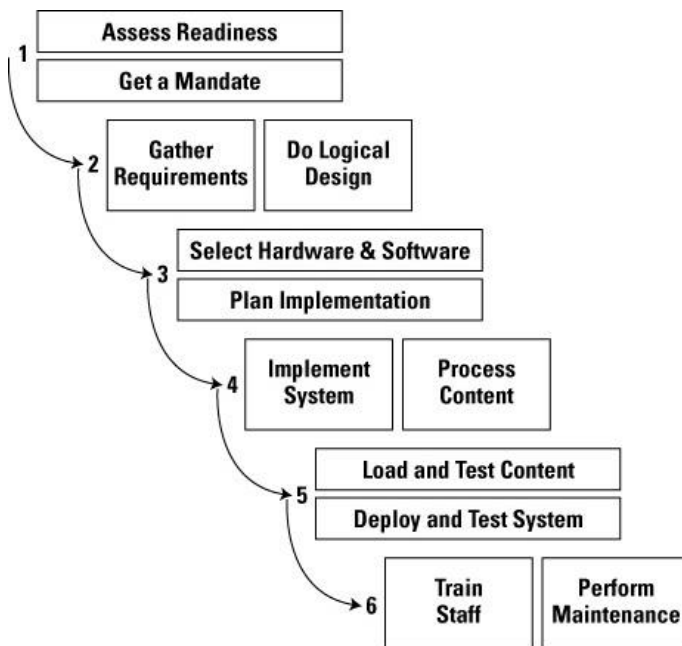 1
Assess Readiness
Get a Mandate
2
Gather
Requirements
Do Logical
Design
3
Select Hardware & Software
Plan Implementation
4
Implement
System
Process
Content
5
Load and Test Content
Deploy and Test System
6
Train
Staff
Perform
Maintenance